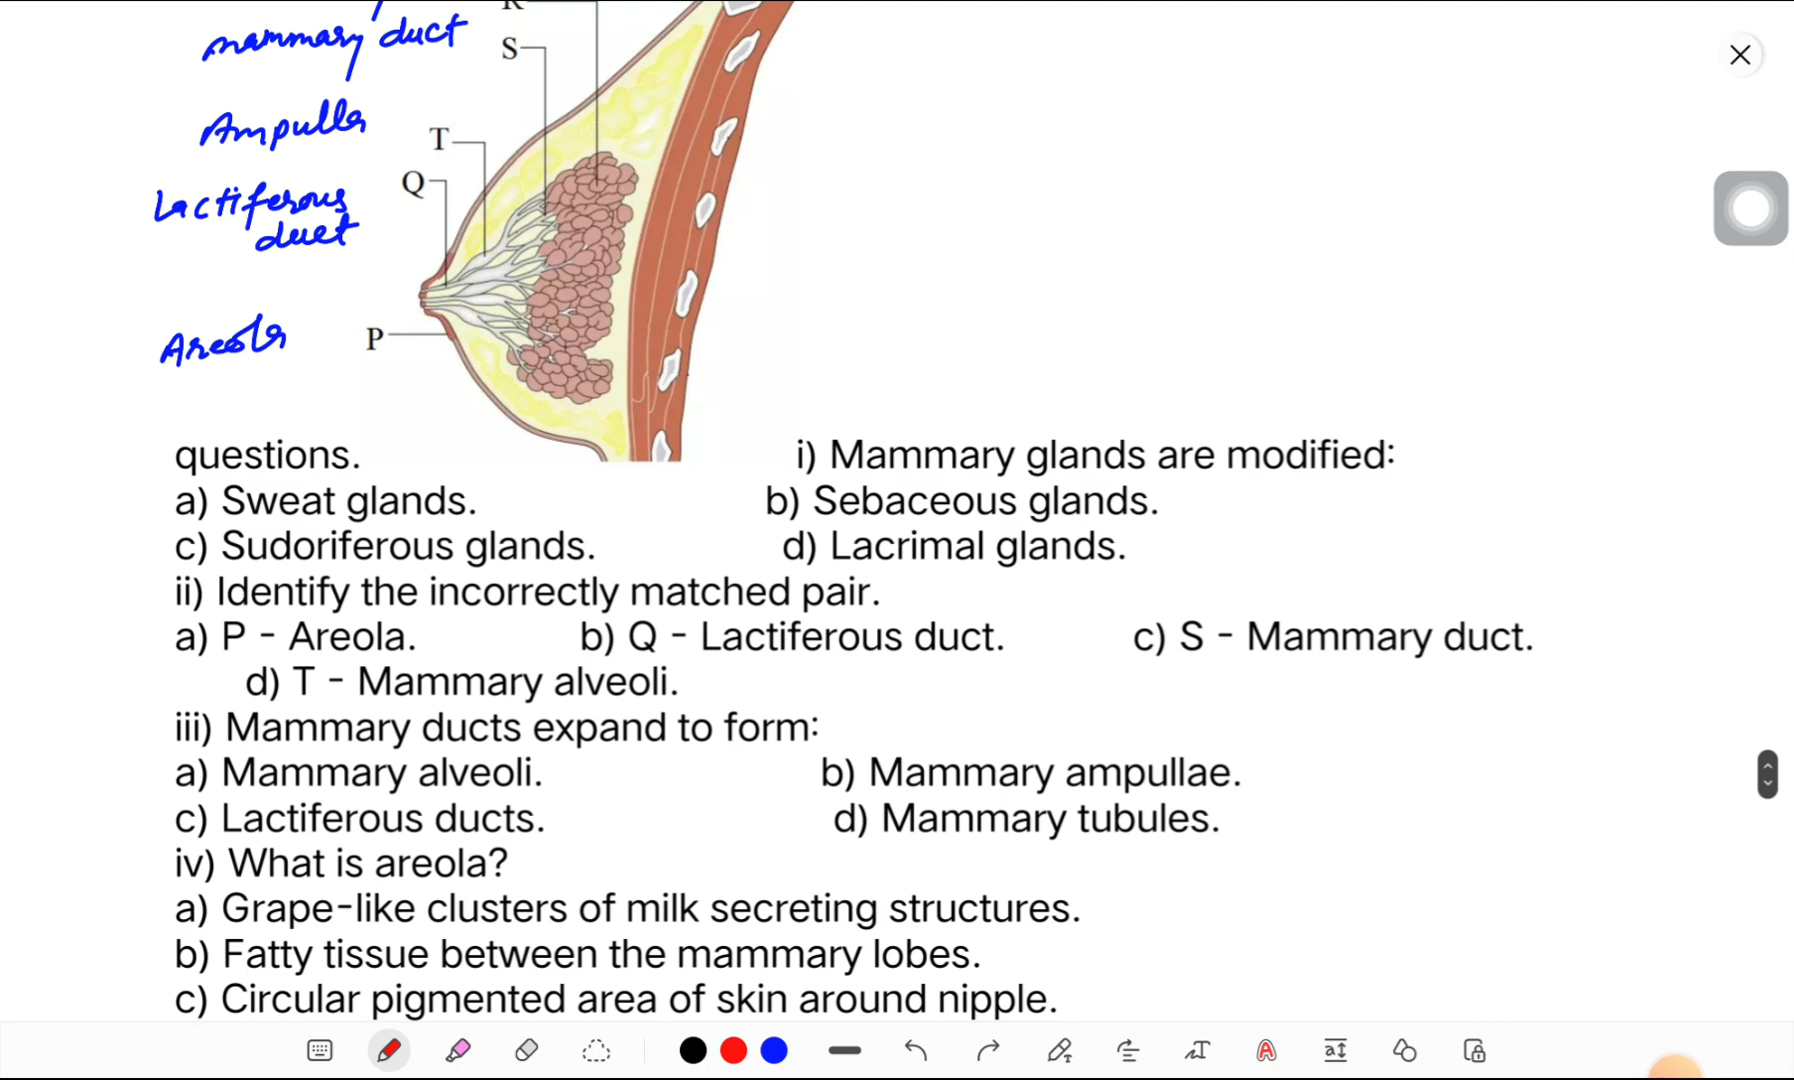 R
mammary duct
S
Ampulla
T
Q
Lactiferous
duct
Areola
P
questions. i) Mammary glands are modified:
a) Sweat glands. b) Sebaceous glands.
c) Sudoriferous glands. d) Lacrimal glands.
ii) Identify the incorrectly matched pair.
a) P - Areola. b) Q - Lactiferous duct. c) S - Mammary duct.
d) T - Mammary alveoli.
iii) Mammary ducts expand to form:
a) Mammary alveoli. b) Mammary ampullae.
c) Lactiferous ducts. d) Mammary tubules.
iv) What is areola?
a) Grape-like clusters of milk secreting structures.
b) Fatty tissue between the mammary lobes.
c) Circular pigmented area of skin around nipple.